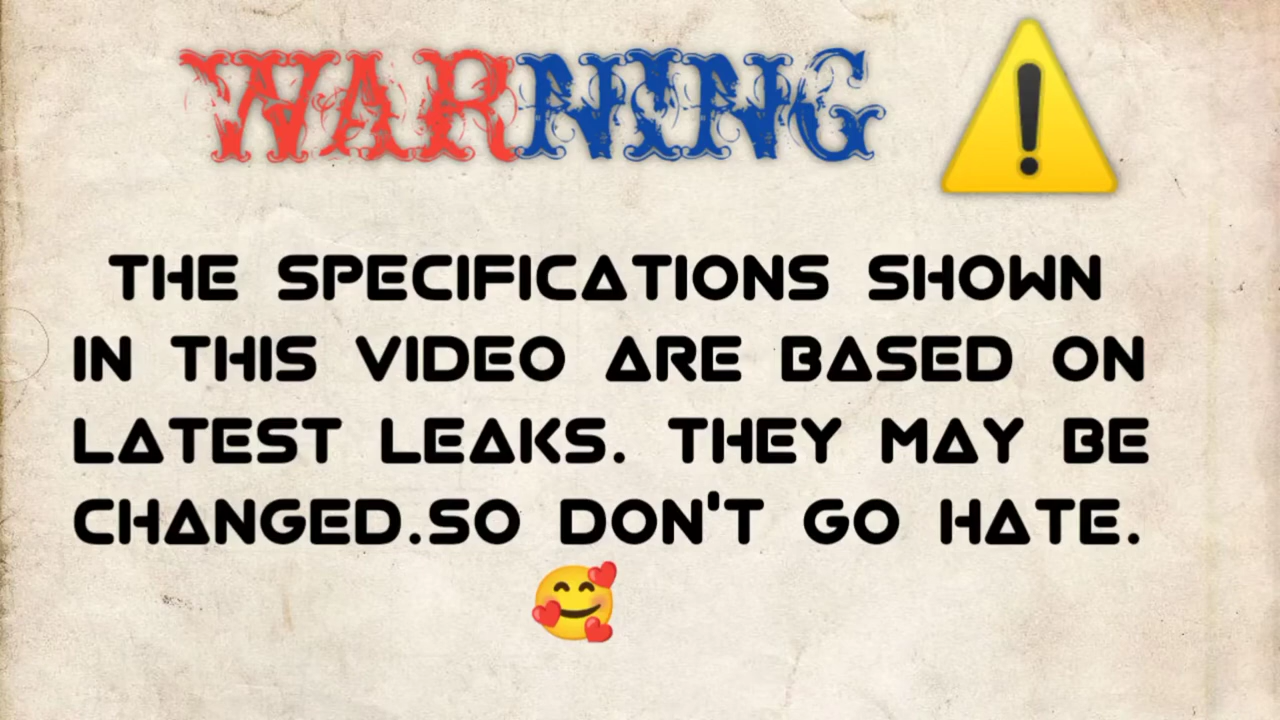 WARNING ⚠️
THE SPECIFICATIONS SHOWN
IN THIS VIDEO ARE BASED ON
LATEST LEAKS. THEY MAY BE
CHANGED.SO DON'T GO HATE.
🥰